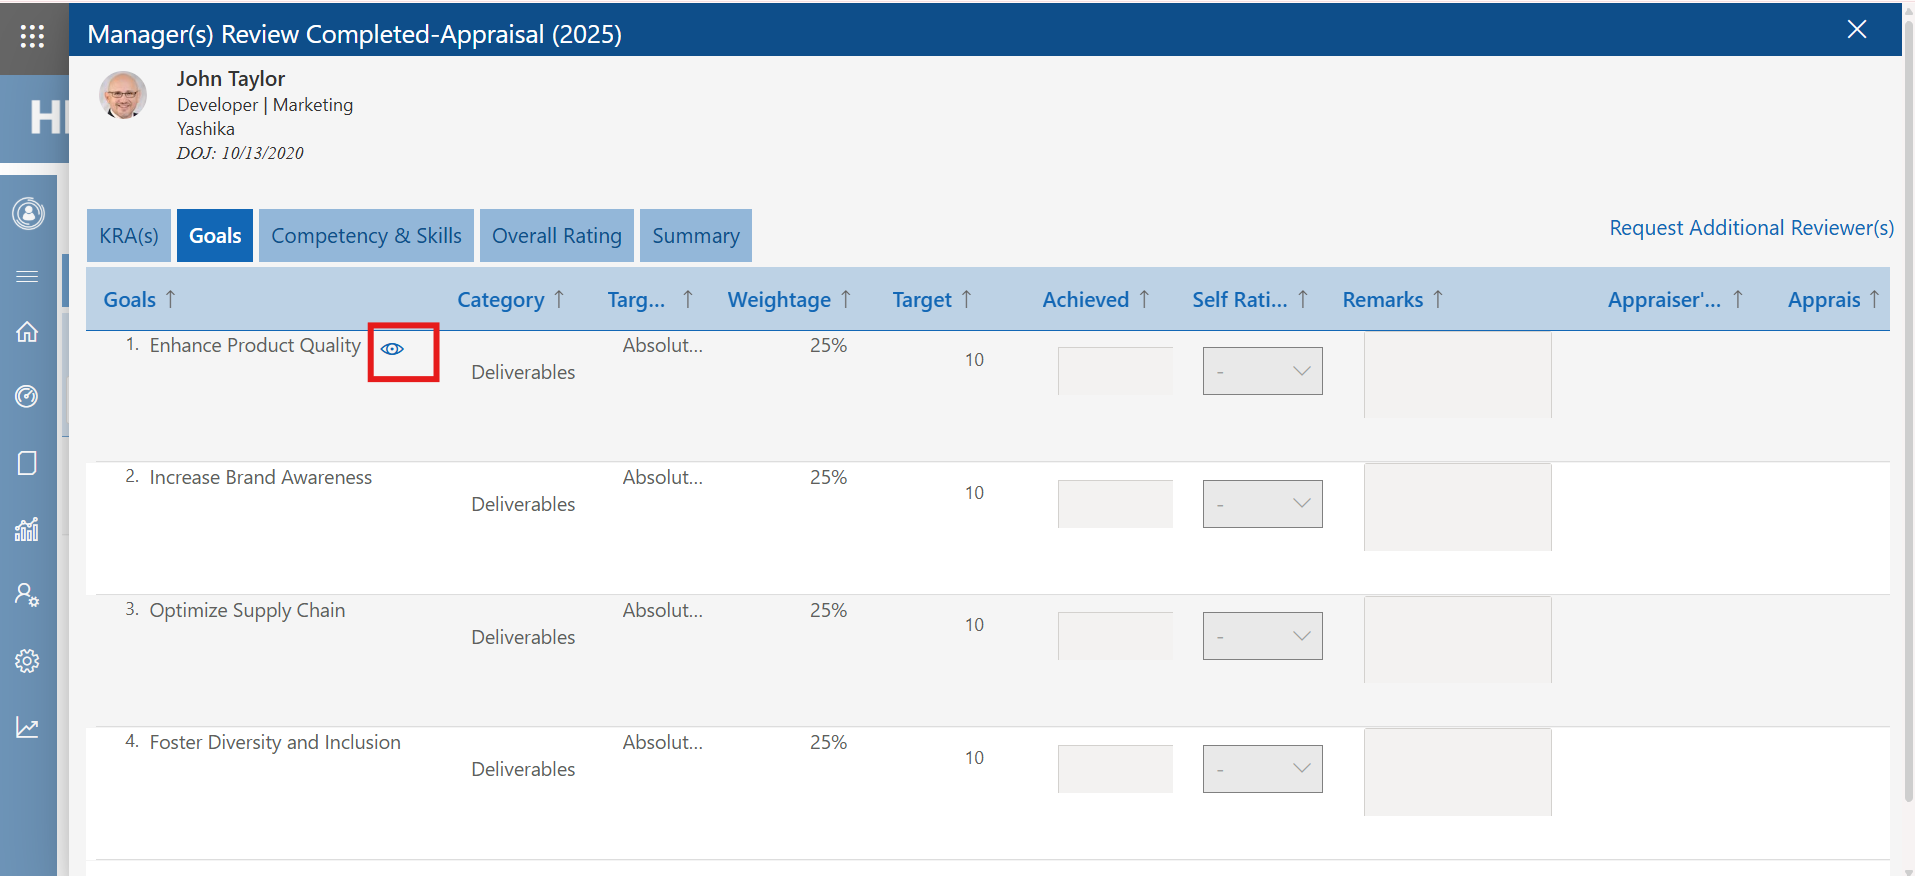 Manager(s) Review Completed-Appraisal (2025)
John Taylor
Developer | Marketing
Yashika
DOJ: 10/13/2020
KRA(s) Goals Competency & Skills Overall Rating Summary
Request Additional Reviewer(s)
Goals ↑ Category ↑ Targ... ↑ Weightage ↑ Target ↑ Achieved ↑ Self Rati... ↑ Remarks ↑ Appraiser'... ↑ Apprais ↑
1. Enhance Product Quality Absolut... 25% 10
Deliverables -
2. Increase Brand Awareness Absolut... 25% 10
Deliverables -
3. Optimize Supply Chain Absolut... 25% 10
Deliverables -
4. Foster Diversity and Inclusion Absolut... 25% 10
Deliverables -